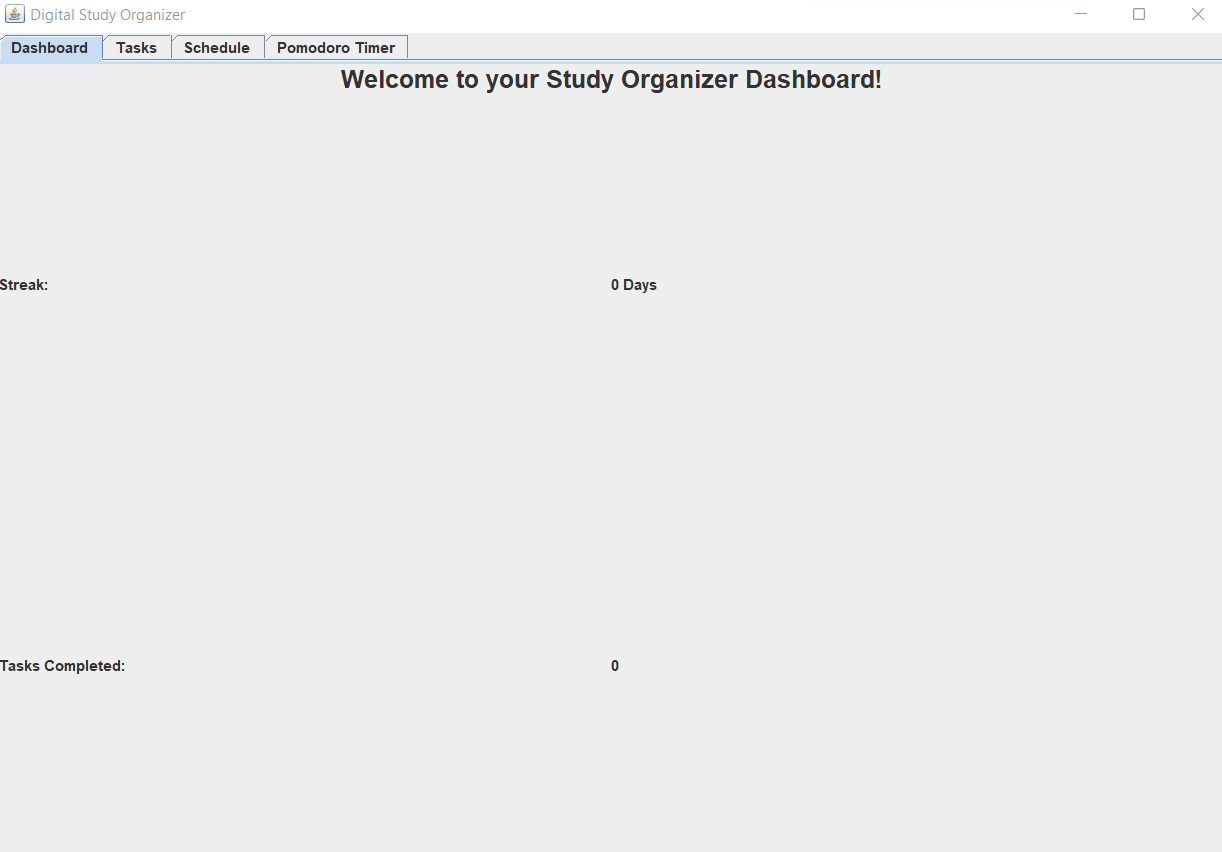 Digital Study Organizer
Dashboard Tasks Schedule Pomodoro Timer
Welcome to your Study Organizer Dashboard!
Streak: 0 Days
Tasks Completed: 0